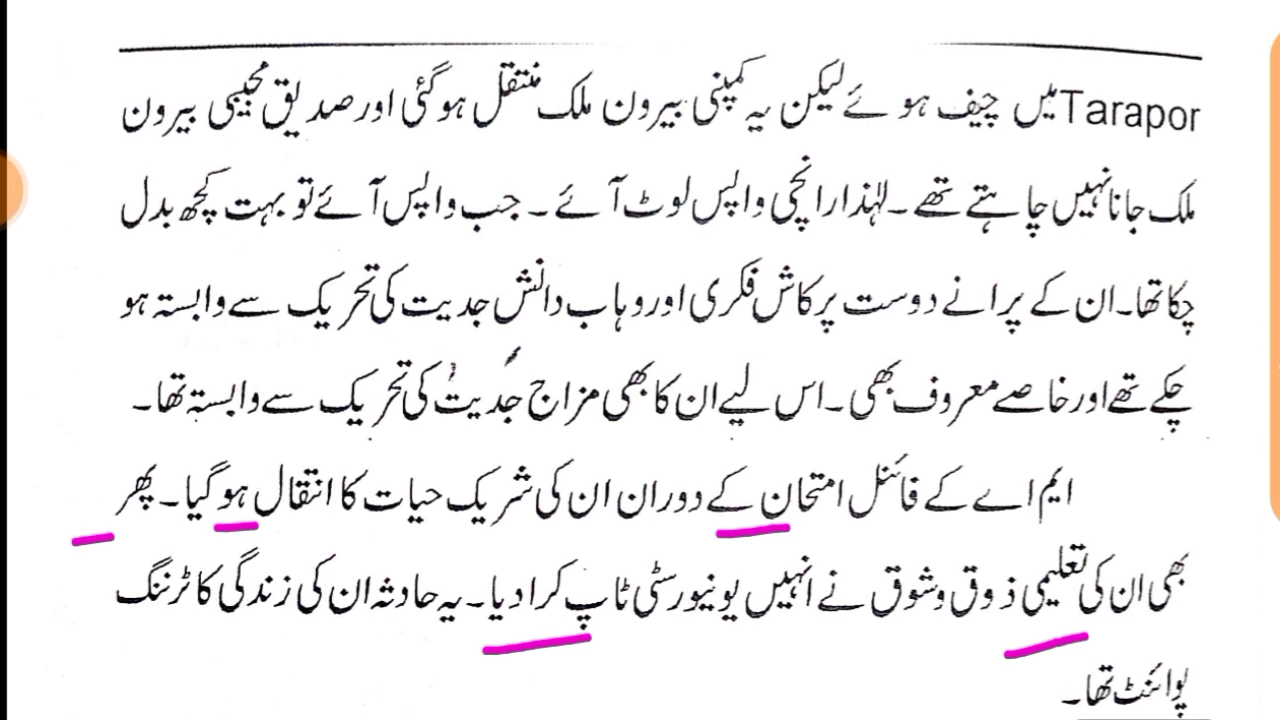 Tarapor میں چیف ہوئے لیکن یہ کمپنی بیرون ملک منتقل ہوگئی اور صدیق مجیبی بیرون
ملک جانا نہیں چاہتے تھے ۔ لہٰذا رانچی واپس لوٹ آئے ۔ جب واپس آئے تو بہت کچھ بدل
چکا تھا۔ ان کے پرانے دوست پرکاش فکری اور وہاب دانش جدیت کی تحریک سے وابستہ ہو
چکے تھے اور خاصے معروف بھی ۔ اس لیے ان کا بھی مزاج جدیت کی تحریک سے وابستہ تھا۔
ایم اے کے فائنل امتحان کے دوران ان کی شریک حیات کا انتقال ہو گیا ۔ پھر
بھی ان کی تعلیمی ذوق و شوق نے انہیں یونیورسٹی ٹاپ کرا دیا ۔ یہ حادثہ ان کی زندگی کا ٹرننگ
پوائنٹ تھا ۔